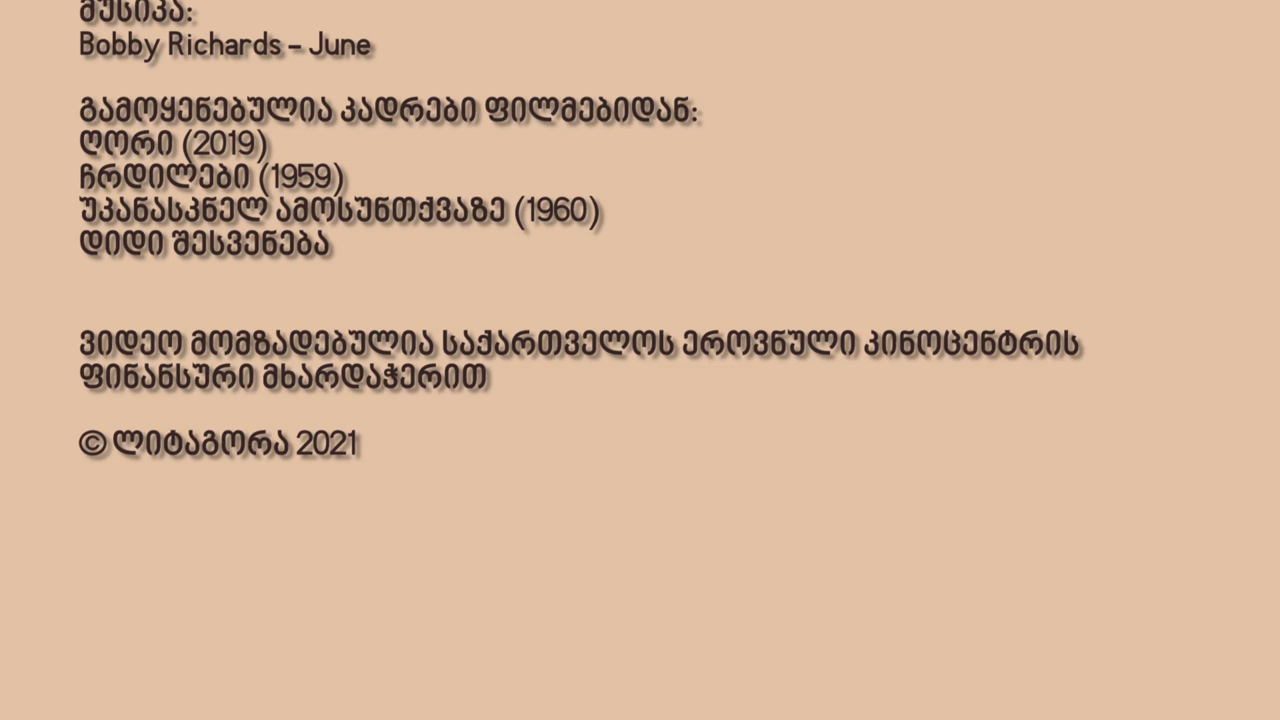 მუსიკა:
Bobby Richards – June
გამოყენებულია კადრები ფილმებიდან:
ღორი (2019)
ჩრდილები (1959)
უკანასკნელ ამოსუნთქვაზე (1960)
დიდი შესვენება
ვიდეო მომზადებულია საქართველოს ეროვნული კინოცენტრის
ფინანსური მხარდაჭერით
© ლიტაგორა 2021